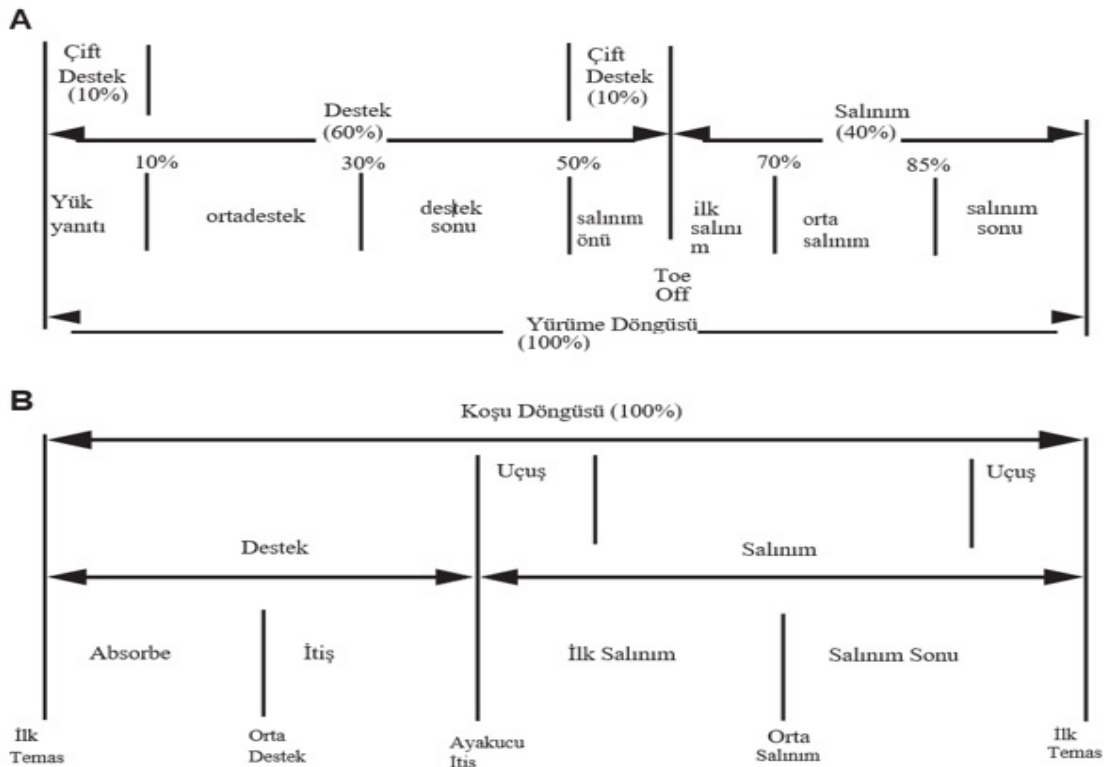 A
Çift
Destek
(10%)
Çift
Destek
(10%)
Destek
(60%)
Salınım
(40%)
10%
30%
50%
70%
85%
Yük
yanıtı
ortadestek
destek
sonu
salınım
önü
ilk
salını
m
orta
salınım
salınım
sonu
Toe
Off
Yürüme Döngüsü
(100%)
B
Koşu Döngüsü (100%)
Uçuş
Uçuş
Destek
Salınım
Absorbe
İtiş
İlk Salınım
Salınım Sonu
İlk
Temas
Orta
Destek
Ayakucu
İtiş
Orta
Salınım
İlk
Temas